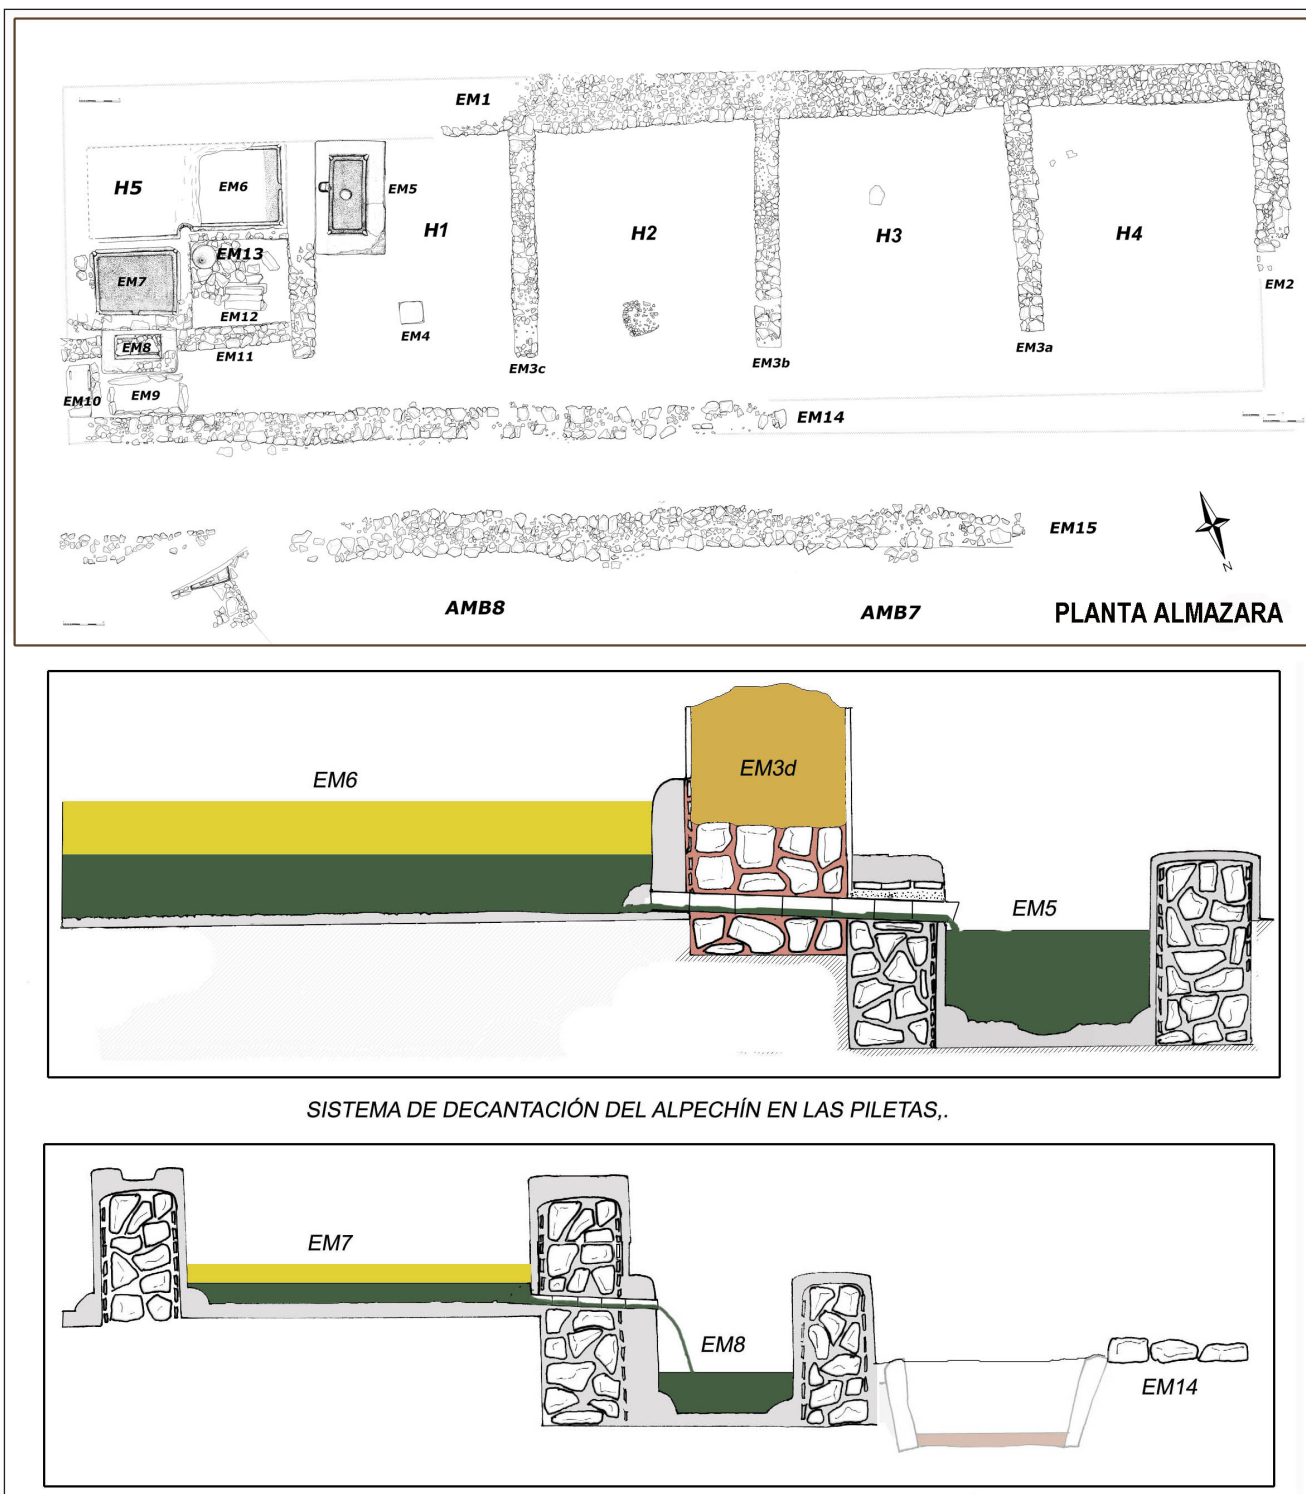 EM1
H5
EM6
EM5
H1
H2
H3
H4
EM13
EM7
EM2
EM12
EM4
EM8
EM11
EM3c
EM3b
EM3a
EM10
EM9
EM14
EM15
N
AMB8
AMB7
PLANTA ALMAZARA
EM3d
EM6
EM5
SISTEMA DE DECANTACIÓN DEL ALPECHÍN EN LAS PILETAS,.
EM7
EM8
EM14